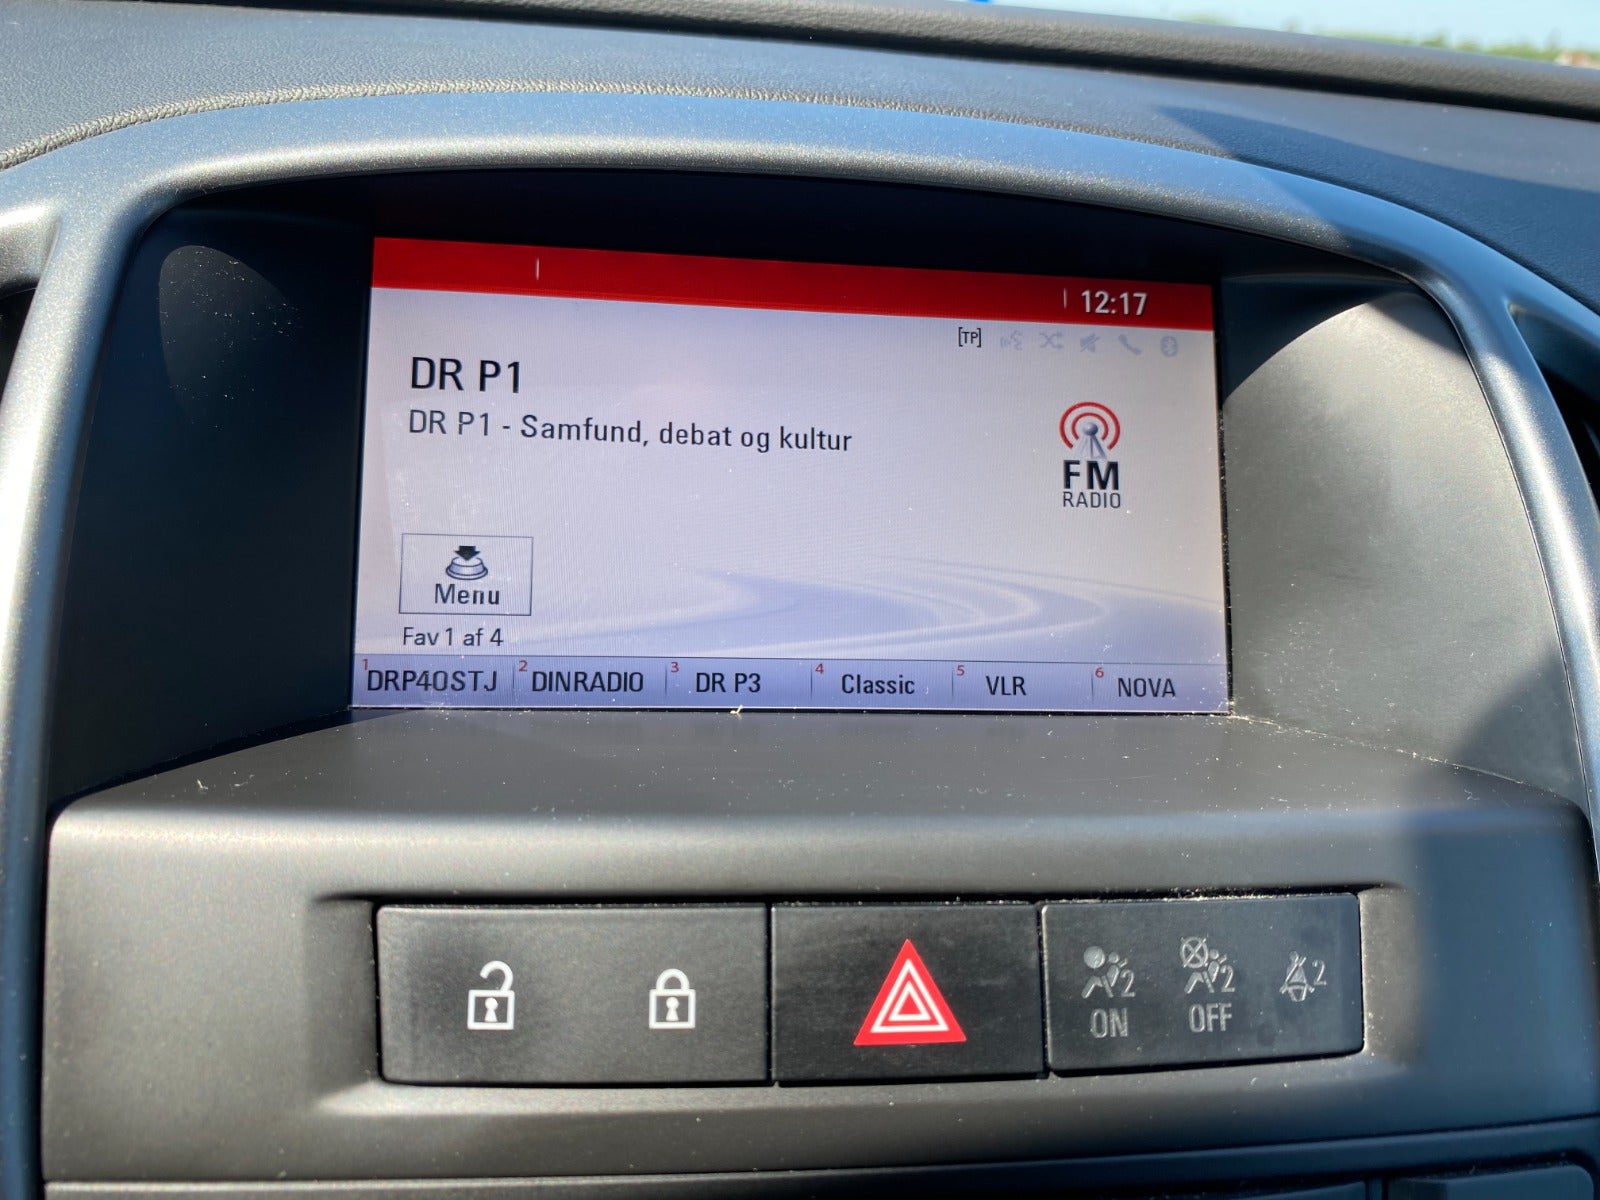 12:17
[TP]
DR P1
DR P1 - Samfund, debat og kultur
FM
RADIO
Menu
Fav 1 af 4
1 DRP4OSTJ 2 DINRADIO 3 DR P3 4 Classic 5 VLR 6 NOVA
2 2 2
ON OFF